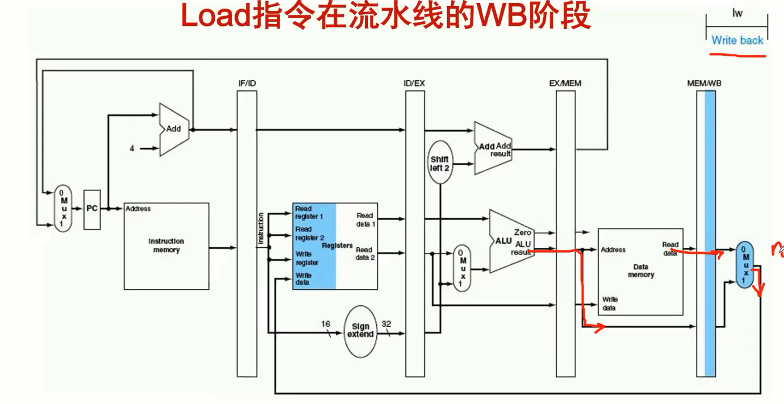 Load指令在流水线的WB阶段
lw
Write back
IF/ID
ID/EX
EX/MEM
MEM/WB
Add
4
Shift
left 2
Add Add
result
0
M
u
x
1
PC
Address
Instruction
memory
Instruction
Read
register 1
Read
register 2
Write
register
Write
data
Registers
Read
data 1
Read
data 2
16
Sign
extend
32
0
M
u
x
1
Zero
ALU ALU
result
Address
Read
data
Data
memory
Write
data
0
M
u
x
1